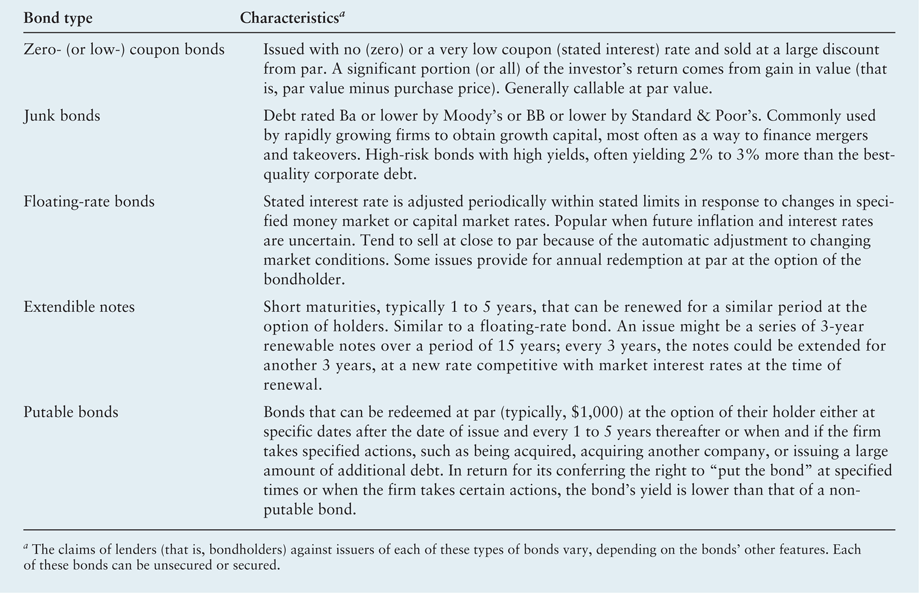 Bond type Characteristicsᵃ
Zero- (or low-) coupon bonds Issued with no (zero) or a very low coupon (stated interest) rate and sold at a large discount
from par. A significant portion (or all) of the investor’s return comes from gain in value (that
is, par value minus purchase price). Generally callable at par value.
Junk bonds Debt rated Ba or lower by Moody’s or BB or lower by Standard & Poor’s. Commonly used
by rapidly growing firms to obtain growth capital, most often as a way to finance mergers
and takeovers. High-risk bonds with high yields, often yielding 2% to 3% more than the best-
quality corporate debt.
Floating-rate bonds Stated interest rate is adjusted periodically within stated limits in response to changes in speci-
fied money market or capital market rates. Popular when future inflation and interest rates
are uncertain. Tend to sell at close to par because of the automatic adjustment to changing
market conditions. Some issues provide for annual redemption at par at the option of the
bondholder.
Extendible notes Short maturities, typically 1 to 5 years, that can be renewed for a similar period at the
option of holders. Similar to a floating-rate bond. An issue might be a series of 3-year
renewable notes over a period of 15 years; every 3 years, the notes could be extended for
another 3 years, at a new rate competitive with market interest rates at the time of
renewal.
Putable bonds Bonds that can be redeemed at par (typically, $1,000) at the option of their holder either at
specific dates after the date of issue and every 1 to 5 years thereafter or when and if the firm
takes specified actions, such as being acquired, acquiring another company, or issuing a large
amount of additional debt. In return for its conferring the right to “put the bond” at specified
times or when the firm takes certain actions, the bond’s yield is lower than that of a non-
putable bond.
ᵃ The claims of lenders (that is, bondholders) against issuers of each of these types of bonds vary, depending on the bonds’ other features. Each
of these bonds can be unsecured or secured.